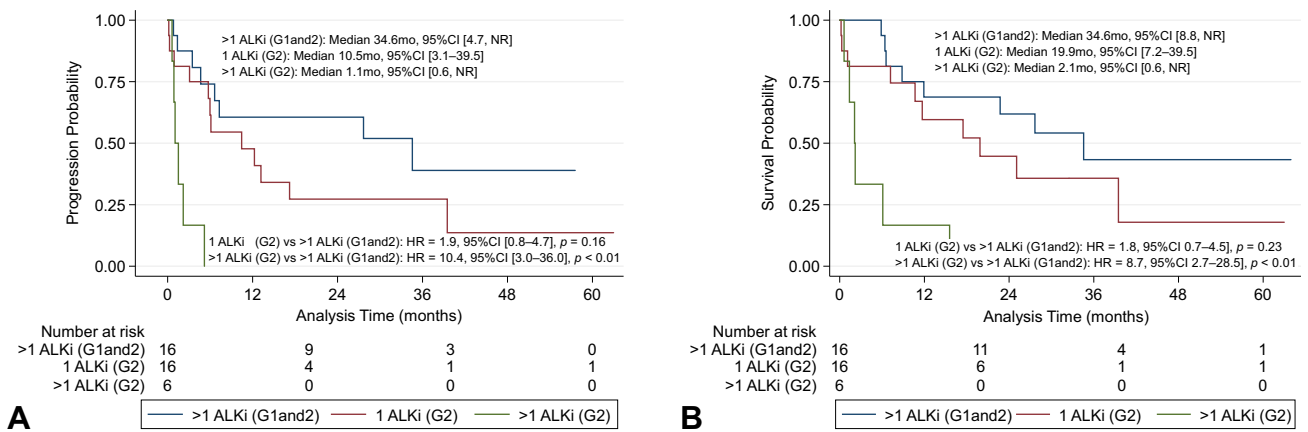 >1 ALKi (G1and2): Median 34.6mo, 95%CI [4.7, NR]
1 ALKi (G2): Median 10.5mo, 95%CI [3.1–39.5]
>1 ALKi (G2): Median 1.1mo, 95%CI [0.6, NR]
Progression Probability
1.00
0.75
0.50
0.25
0.00
1 ALKi (G2) vs >1 ALKi (G1and2): HR = 1.9, 95%CI [0.8–4.7], p = 0.16
>1 ALKi (G2) vs >1 ALKi (G1and2): HR = 10.4, 95%CI [3.0–36.0], p < 0.01
0 12 24 36 48 60
Analysis Time (months)
Number at risk
>1 ALKi (G1and2) 16 9 3 0
1 ALKi (G2) 16 4 1 1
>1 ALKi (G2) 6 0 0 0
A
>1 ALKi (G1and2) 1 ALKi (G2) >1 ALKi (G2)
>1 ALKi (G1and2): Median 34.6mo, 95%CI [8.8, NR]
1 ALKi (G2): Median 19.9mo, 95%CI [7.2–39.5]
>1 ALKi (G2): Median 2.1mo, 95%CI [0.6, NR]
Survival Probability
1.00
0.75
0.50
0.25
0.00
1 ALKi (G2) vs >1 ALKi (G1and2): HR = 1.8, 95%CI 0.7–4.5], p = 0.23
>1 ALKi (G2) vs >1 ALKi (G1and2): HR = 8.7, 95%CI 2.7–28.5], p < 0.01
0 12 24 36 48 60
Analysis Time (months)
Number at risk
>1 ALKi (G1and2) 16 11 4 1
1 ALKi (G2) 16 6 1 1
>1 ALKi (G2) 6 0 0 0
B
>1 ALKi (G1and2) 1 ALKi (G2) >1 ALKi (G2)